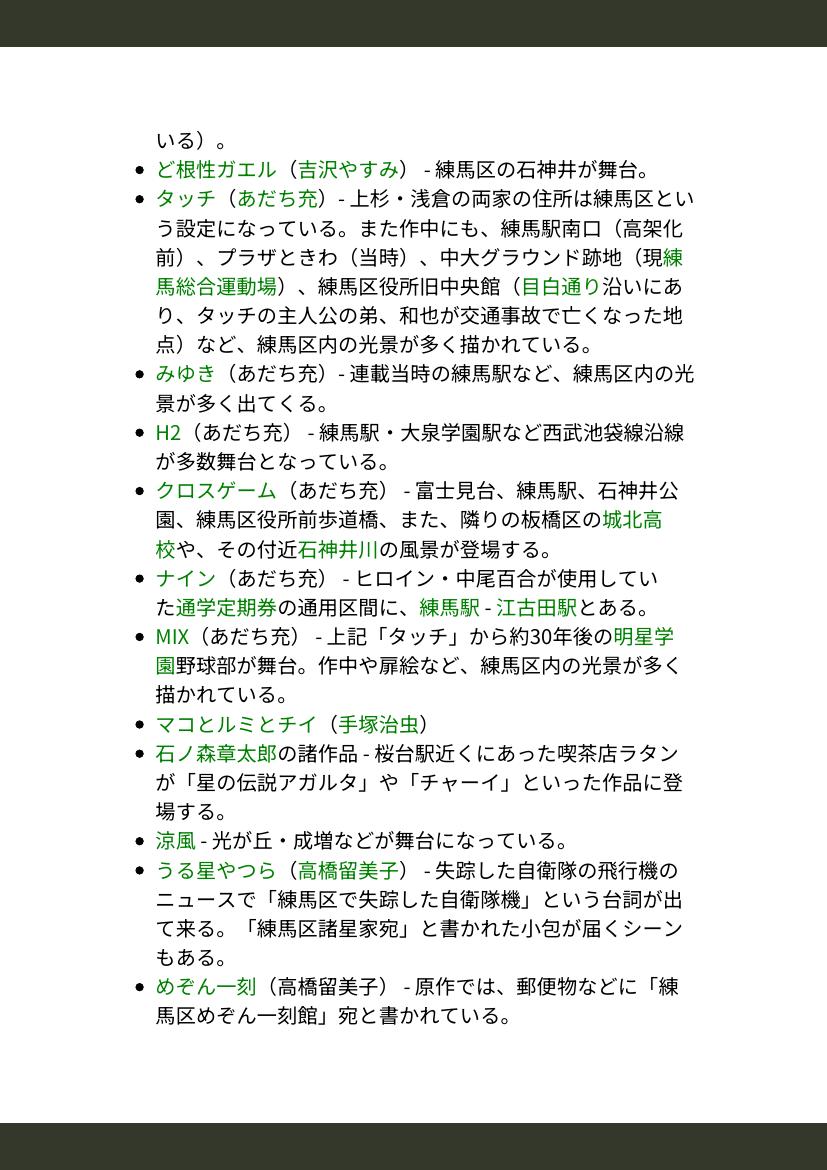 いる）。
• ど根性ガエル（吉沢やすみ） - 練馬区の石神井が舞台。
• タッチ（あだち充）- 上杉・浅倉の両家の住所は練馬区とい
う設定になっている。また作中にも、練馬駅南口（高架化
前）、プラザときわ（当時）、中大グラウンド跡地（現練
馬総合運動場）、練馬区役所旧中央館（目白通り沿いにあ
り、タッチの主人公の弟、和也が交通事故で亡くなった地
点）など、練馬区内の光景が多く描かれている。
• みゆき（あだち充）- 連載当時の練馬駅など、練馬区内の光
景が多く出てくる。
• H2（あだち充） - 練馬駅・大泉学園駅など西武池袋線沿線
が多数舞台となっている。
• クロスゲーム（あだち充） - 富士見台、練馬駅、石神井公
園、練馬区役所前歩道橋、また、隣りの板橋区の城北高
校や、その付近石神井川の風景が登場する。
• ナイン（あだち充） - ヒロイン・中尾百合が使用してい
た通学定期券の通用区間に、練馬駅 - 江古田駅とある。
• MIX（あだち充） - 上記「タッチ」から約30年後の明星学
園野球部が舞台。作中や扉絵など、練馬区内の光景が多く
描かれている。
• マコとルミとチイ（手塚治虫）
• 石ノ森章太郎の諸作品 - 桜台駅近くにあった喫茶店ラタン
が「星の伝説アガルタ」や「チャーイ」といった作品に登
場する。
• 涼風 - 光が丘・成増などが舞台になっている。
• うる星やつら（高橋留美子） - 失踪した自衛隊の飛行機の
ニュースで「練馬区で失踪した自衛隊機」という台詞が出
て来る。「練馬区諸星家宛」と書かれた小包が届くシーン
もある。
• めぞん一刻（高橋留美子） - 原作では、郵便物などに「練
馬区めぞん一刻館」宛と書かれている。